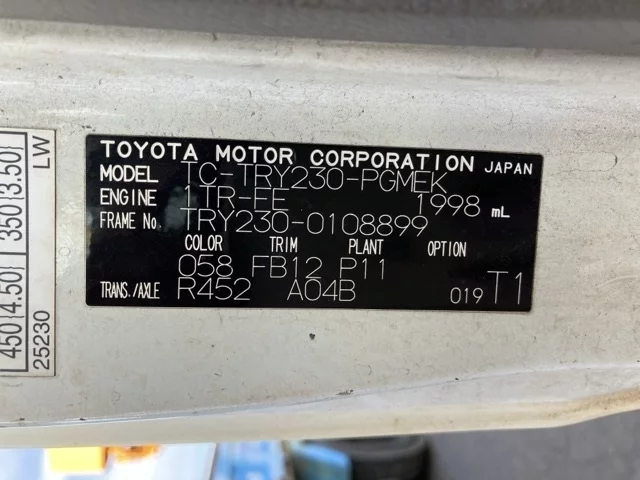 TOYOTA MOTOR CORPORATION JAPAN
MODEL TC-TRY230-PGMEK
ENGINE 1TR-FE 1998 mL
FRAME No. TRY230-0108899
COLOR TRIM PLANT OPTION
058 FB12 P11
TRANS./AXLE R452 A04B 019 T1
450(4.50) 350(3.50)
LW
25230